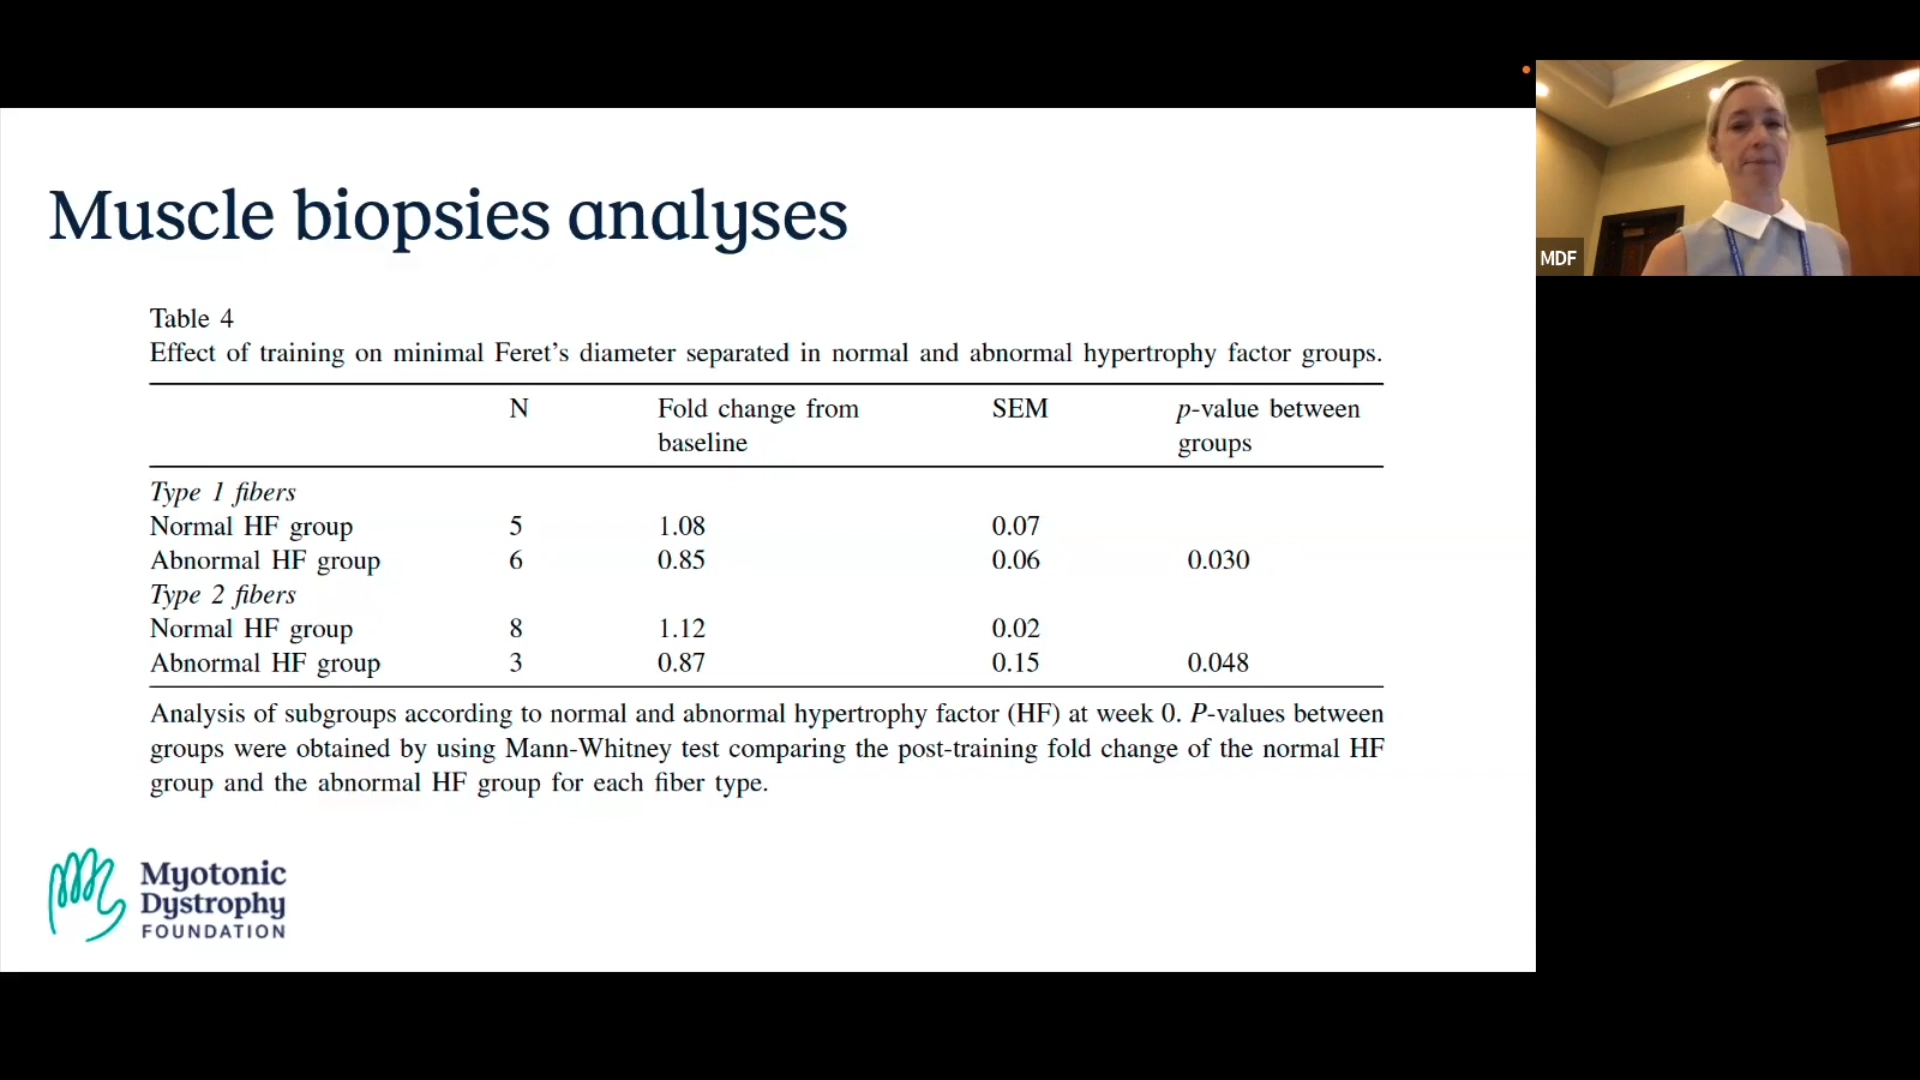 Muscle biopsies analyses
Table 4
Effect of training on minimal Feret's diameter separated in normal and abnormal hypertrophy factor groups.
N Fold change from baseline SEM p-value between groups
Type 1 fibers
Normal HF group 5 1.08 0.07
Abnormal HF group 6 0.85 0.06 0.030
Type 2 fibers
Normal HF group 8 1.12 0.02
Abnormal HF group 3 0.87 0.15 0.048
Analysis of subgroups according to normal and abnormal hypertrophy factor (HF) at week 0. P-values between
groups were obtained by using Mann-Whitney test comparing the post-training fold change of the normal HF
group and the abnormal HF group for each fiber type.
Myotonic
Dystrophy
FOUNDATION
MDF